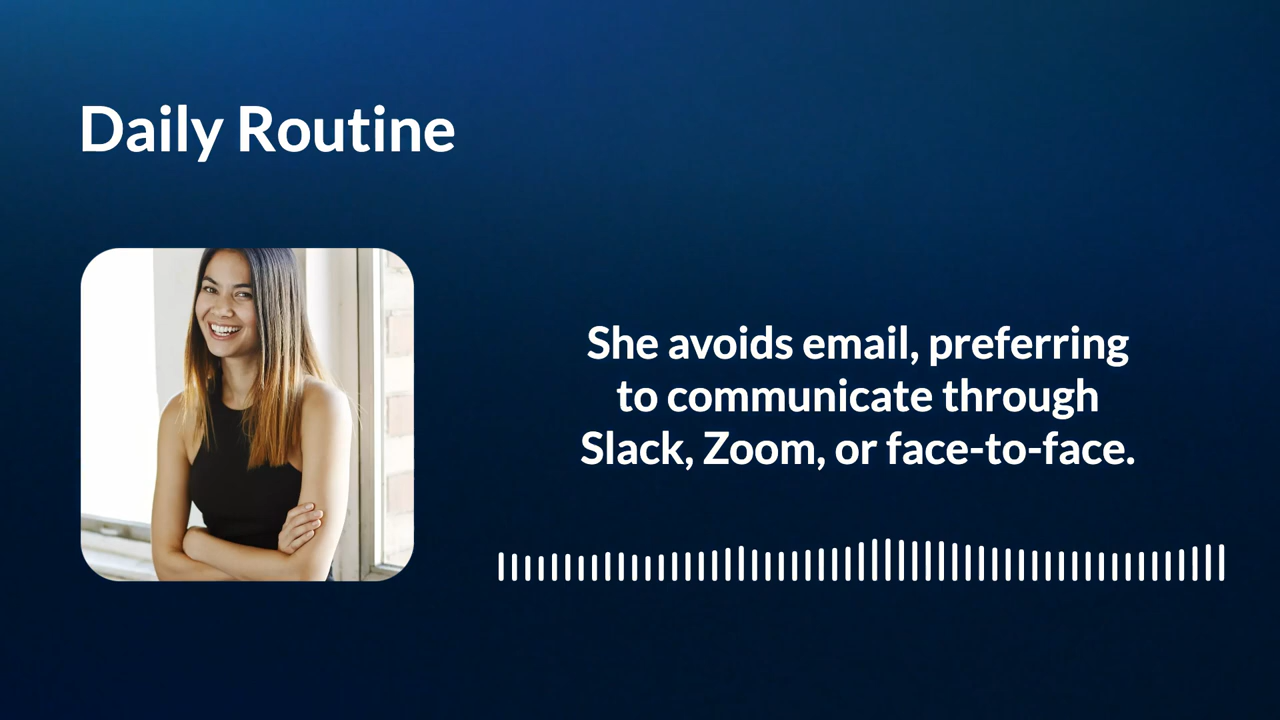 Daily Routine
She avoids email, preferring
to communicate through
Slack, Zoom, or face-to-face.